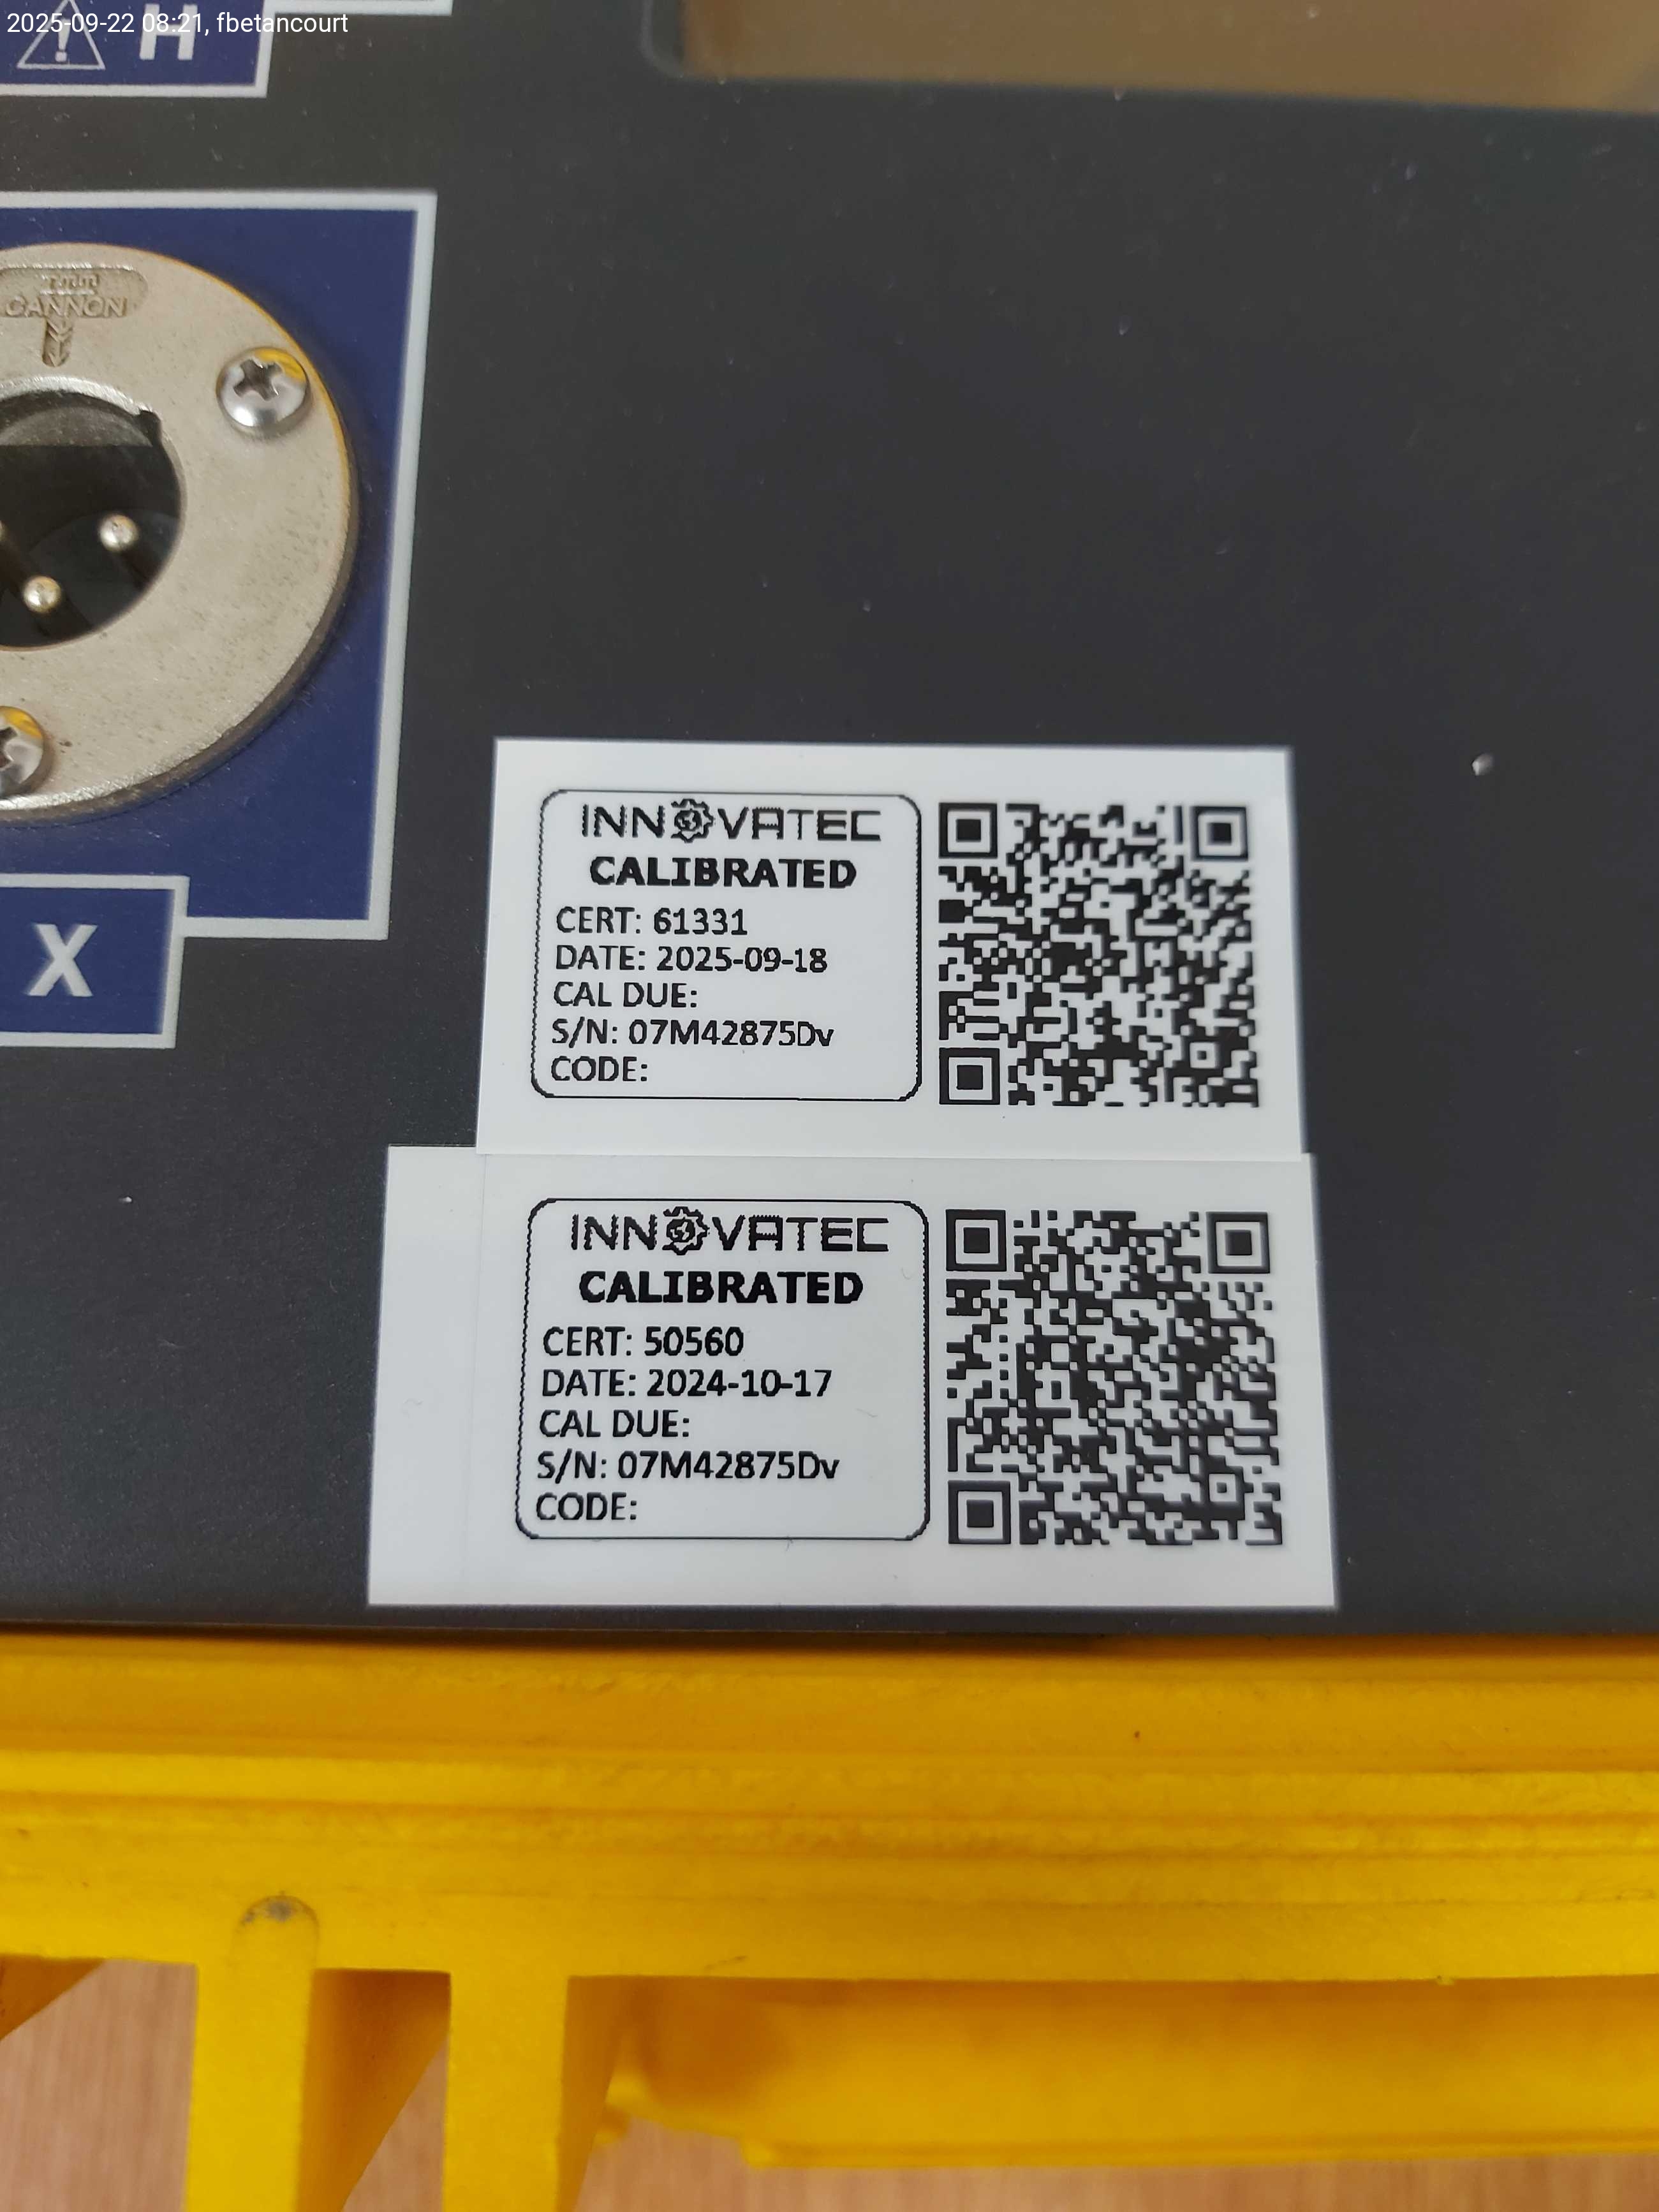 2025-09-22 08:21, fbetancourt
H
CANNON
X
INNOVATEC
CALIBRATED
CERT: 61331
DATE: 2025-09-18
CAL DUE:
S/N: 07M42875Dv
CODE:
INNOVATEC
CALIBRATED
CERT: 50560
DATE: 2024-10-17
CAL DUE:
S/N: 07M42875Dv
CODE: